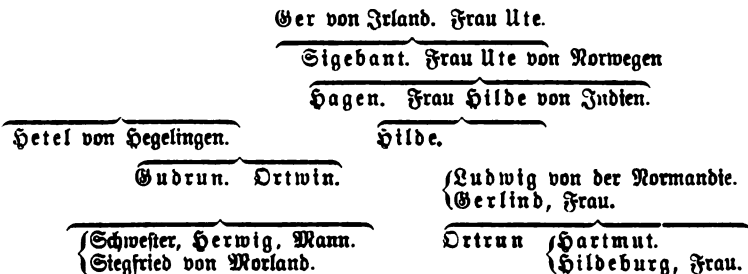 Ger von Irland. Frau Ute.
Sigebant. Frau Ute von Norwegen
Hagen. Frau Hilde von Indien.
Hetel von Hegelingen. Hilde.
Gudrun. Ortwin.
Ludwig von der Normandie.
Gerlind, Frau.
Schwester, Herwig, Mann.
Siegfried von Morland.
Ortrun
Hartmut.
Hildeburg, Frau.